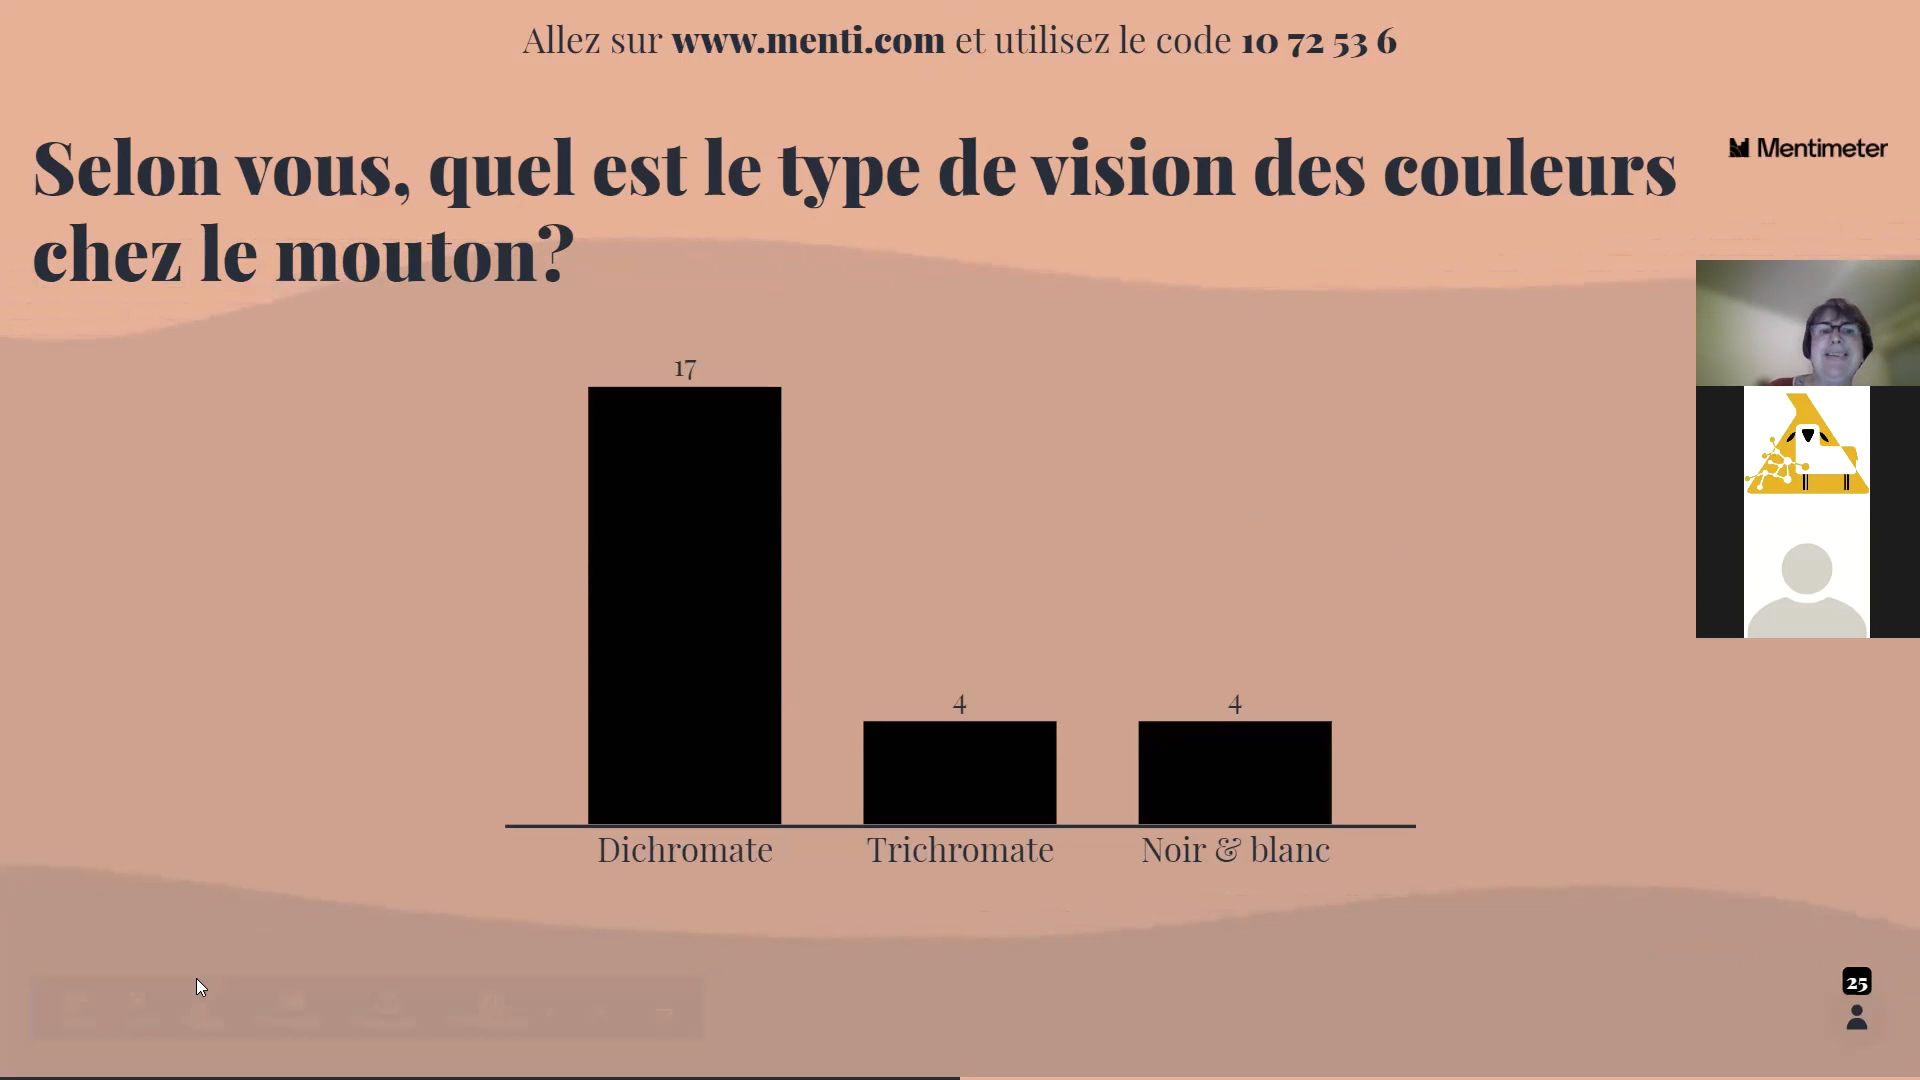 Allez sur www.menti.com et utilisez le code 10 72 53 6
Selon vous, quel est le type de vision des couleurs
chez le mouton?
Mentimeter
17
4
4
Dichromate
Trichromate
Noir & blanc
25